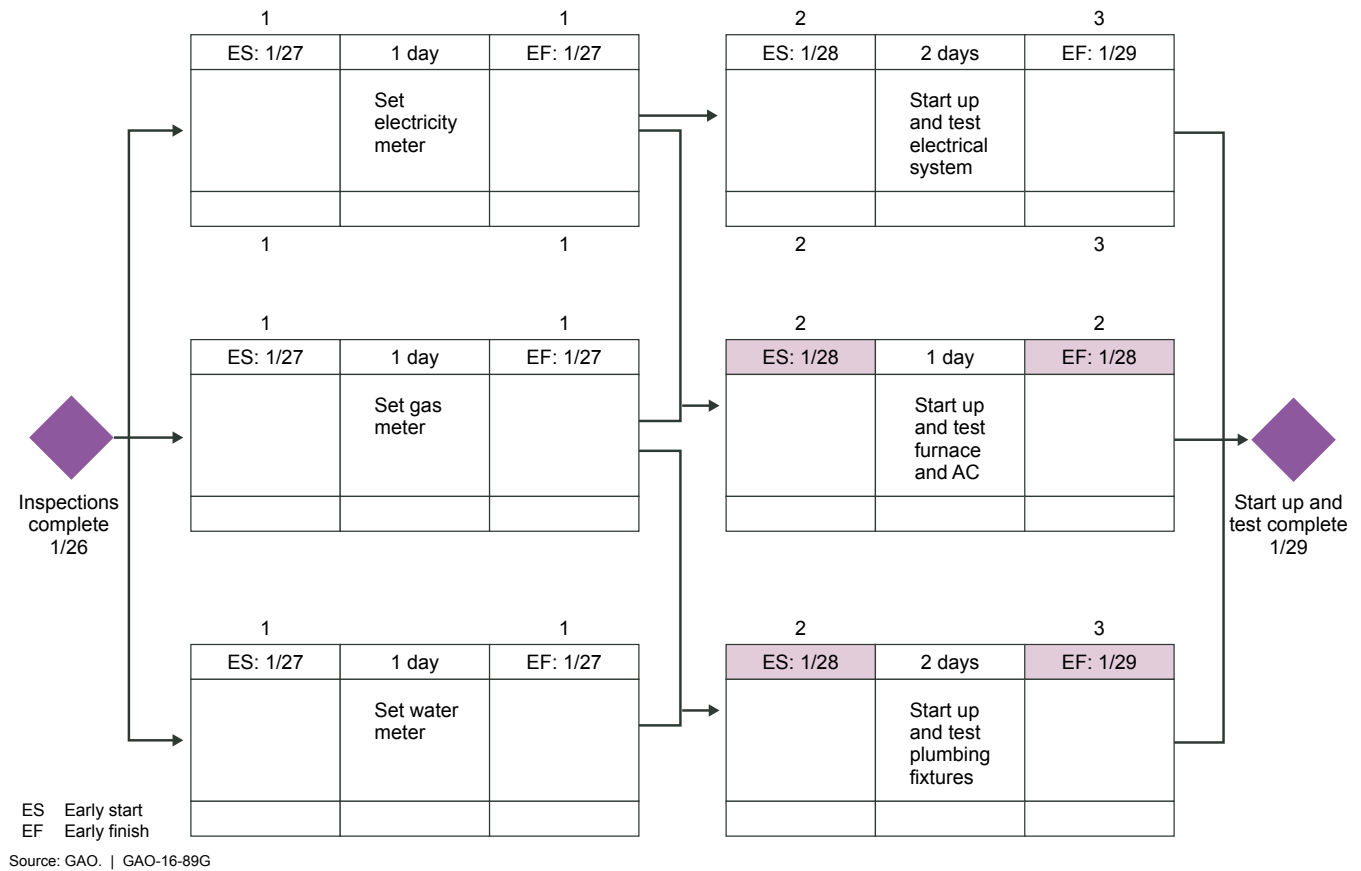 1 1 2 3
ES: 1/27 1 day EF: 1/27 ES: 1/28 2 days EF: 1/29
Set
electricity
meter
Start up
and test
electrical
system
1 1 2 3
1 1 2 2
ES: 1/27 1 day EF: 1/27 ES: 1/28 1 day EF: 1/28
Set gas
meter
Start up
and test
furnace
and AC
Inspections
complete
1/26
Start up and
test complete
1/29
1 1 2 3
ES: 1/27 1 day EF: 1/27 ES: 1/28 2 days EF: 1/29
Set water
meter
Start up
and test
plumbing
fixtures
ES Early start
EF Early finish
Source: GAO. | GAO-16-89G